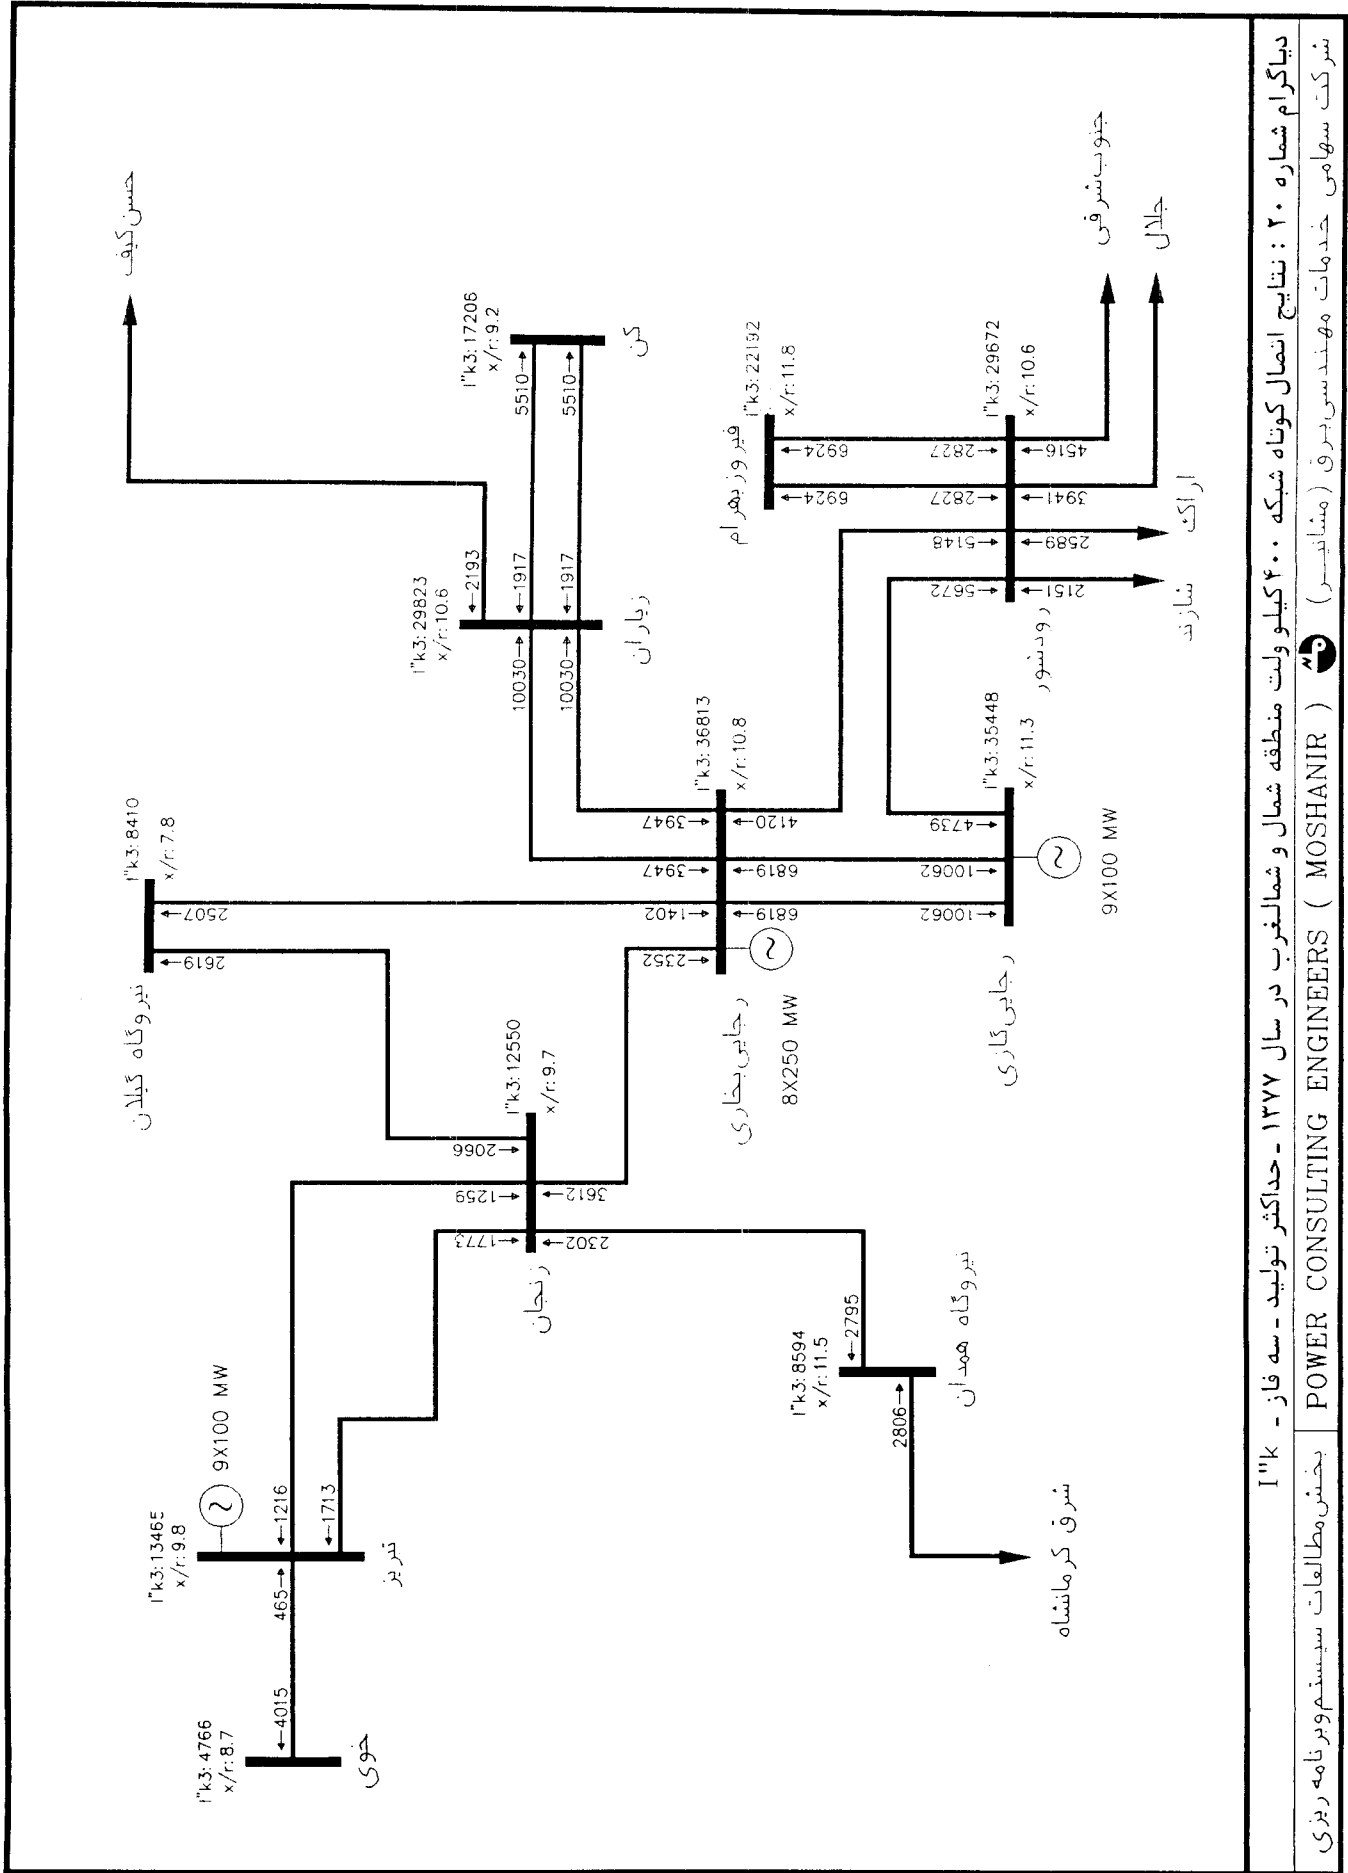 حسن کیف
I"k3:17206
x/r:9.2
5510
5510
کن
I"k3:29823
x/r:10.6
2193
1917
1917
10030
10030
زیاران
I"k3:22192
x/r:11.8
فیروز بهرام
6924
6924
2827
2827
I"k3:29672
x/r:10.6
رودشور
5148
5672
4516
3941
2589
2151
جنوب شرقی
جلال
اراک
شازند
I"k3:8410
x/r:7.8
2507
2619
نیروگاه گیلان
I"k3:36813
x/r:10.8
3947
3947
1402
2352
4120
6819
6819
رجایی بخاری
8X250 MW
I"k3:35448
x/r:11.3
4739
10062
10062
رجایی گازی
9X100 MW
I"k3:12550
x/r:9.7
2066
1259
1773
3612
2302
زنجان
I"k3:8594
x/r:11.5
2795
2806
نیروگاه همدان
شرق کرمانشاه
I"k3:13465
x/r:9.8
9X100 MW
1216
1713
465
تبریز
I"k3:4766
x/r:8.7
4015
خوی
دیاگرام شماره ۲۰ : نتایج اتصال کوتاه شبکه ۴۰۰ کیلو ولت منطقه شمال و شمالغرب در سال ۱۳۷۷ - حداکثر تولید - سه فاز - I"k
شرکت سهامی خدمات مهندسی برق (مشانیر)
POWER CONSULTING ENGINEERS ( MOSHANIR )
بخش مطالعات سیستم و برنامه ریزی